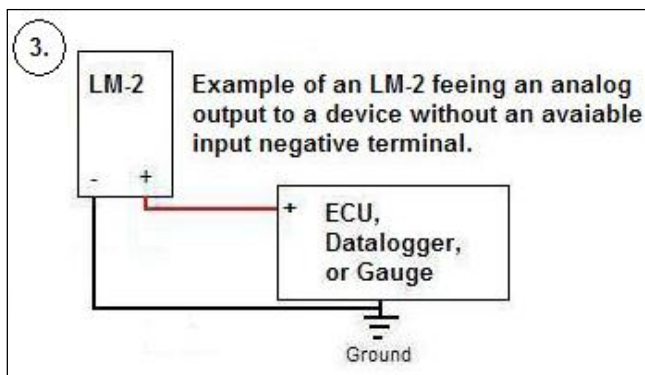 3.
LM-2
Example of an LM-2 feeing an analog
output to a device without an avaiable
input negative terminal.
- +
+ ECU,
Datalogger,
or Gauge
Ground